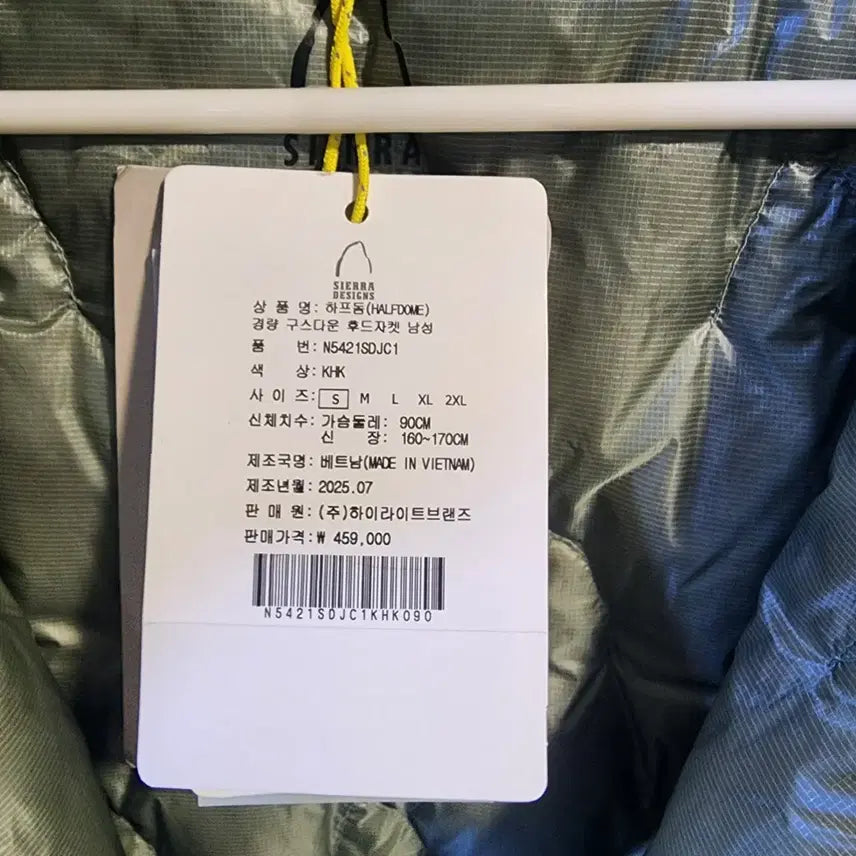 SIERRA
SIERRA
DESIGNS
상 품 명: 하프돔(HALFDOME)
경량 구스다운 후드자켓 남성
품 번: N5421SDJC1
색 상: KHK
사 이 즈: S M L XL 2XL
신체치수: 가슴둘레: 90CM
신 장: 160~170CM
제조국명: 베트남(MADE IN VIETNAM)
제조년월: 2025.07
판 매 원: (주)하이라이트브랜즈
판매가격:₩ 459,000
N5421SDJC1KHK090